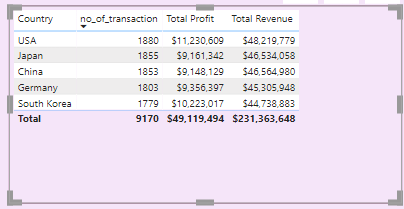 Country no_of_transaction Total Profit Total Revenue
USA 1880 $11,230,609 $48,219,779
Japan 1855 $9,161,342 $46,534,058
China 1853 $9,148,129 $46,564,980
Germany 1803 $9,356,397 $45,305,948
South Korea 1779 $10,223,017 $44,738,883
Total 9170 $49,119,494 $231,363,648